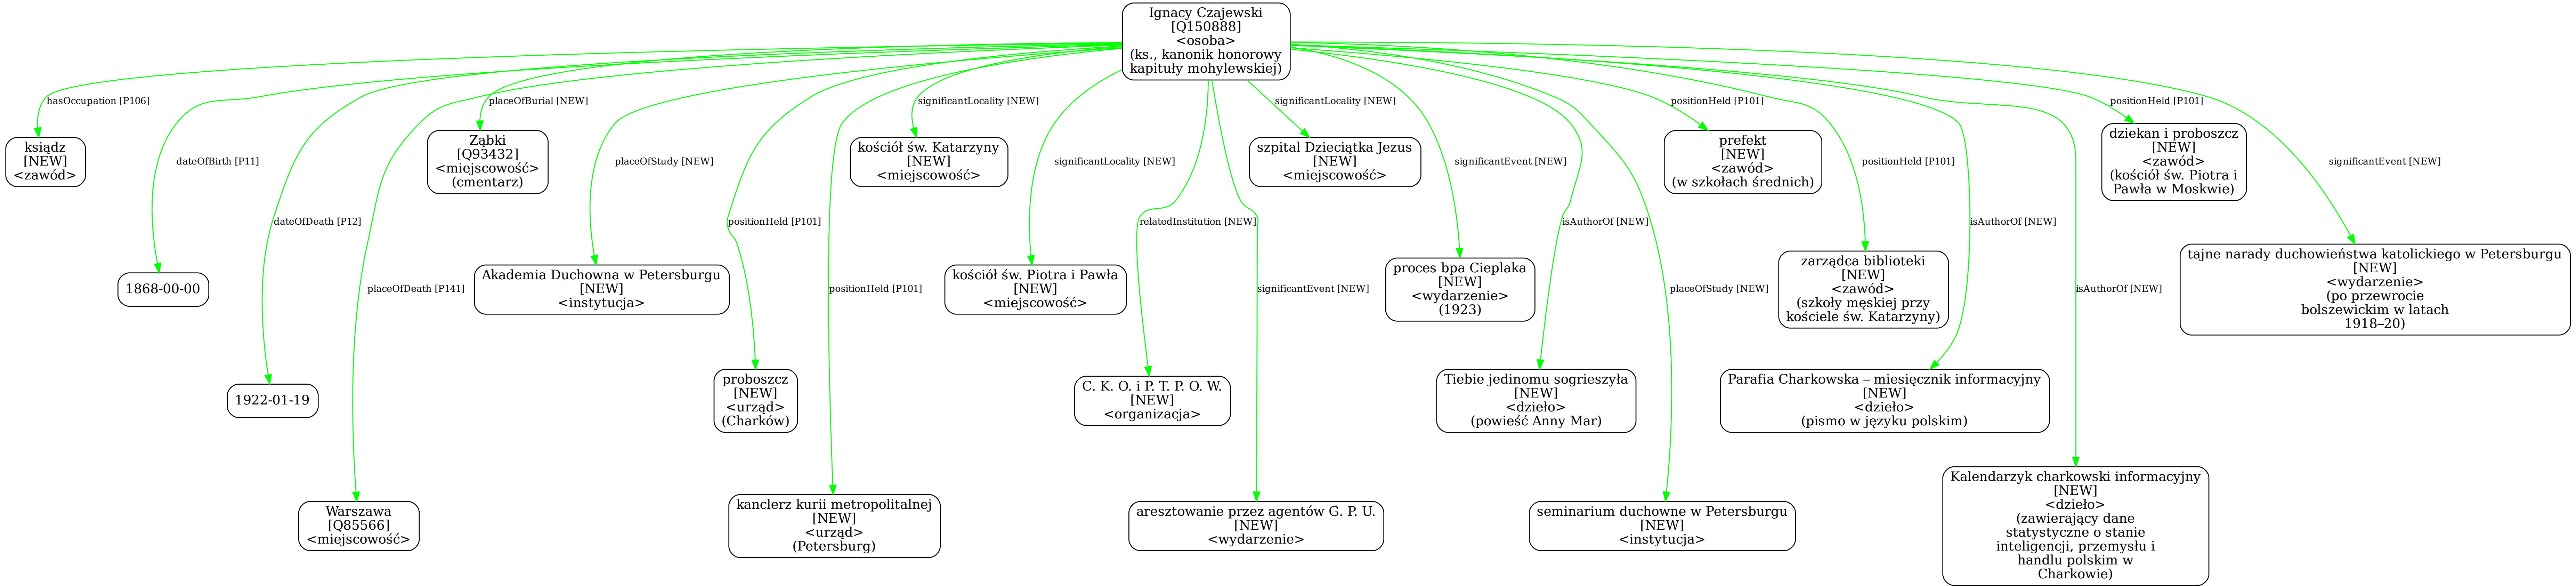 Ignacy Czajewski
[Q150888]
<osoba>
(ks., kanonik honorowy
kapituły mohylewskiej)
hasOccupation [P106]
placeOfBurial [NEW]
significantLocality [NEW]
significantLocality [NEW]
positionHeld [P101]
positionHeld [P101]
ksiądz
[NEW]
<zawód>
dateOfBirth [P11]
Ząbki
[Q93432]
<miejscowość>
(cmentarz)
placeOfStudy [NEW]
kościół św. Katarzyny
[NEW]
<miejscowość>
significantLocality [NEW]
szpital Dzieciątka Jezus
[NEW]
<miejscowość>
significantEvent [NEW]
prefekt
[NEW]
<zawód>
(w szkołach średnich)
positionHeld [P101]
dziekan i proboszcz
[NEW]
<zawód>
(kościół św. Piotra i
Pawła w Moskwie)
significantEvent [NEW]
dateOfDeath [P12]
positionHeld [P101]
relatedInstitution [NEW]
isAuthorOf [NEW]
isAuthorOf [NEW]
1868-00-00
placeOfDeath [P141]
Akademia Duchowna w Petersburgu
[NEW]
<instytucja>
positionHeld [P101]
kościół św. Piotra i Pawła
[NEW]
<miejscowość>
significantEvent [NEW]
proces bpa Cieplaka
[NEW]
<wydarzenie>
(1923)
placeOfStudy [NEW]
zarządca biblioteki
[NEW]
<zawód>
(szkoły męskiej przy
kościele św. Katarzyny)
isAuthorOf [NEW]
tajne narady duchowieństwa katolickiego w Petersburgu
[NEW]
<wydarzenie>
(po przewrocie
bolszewickim w latach
1918–20)
1922-01-19
proboszcz
[NEW]
<urząd>
(Charków)
C. K. O. i P. T. P. O. W.
[NEW]
<organizacja>
Tiebie jedinomu sogrieszyła
[NEW]
<dzieło>
(powieść Anny Mar)
Parafia Charkowska – miesięcznik informacyjny
[NEW]
<dzieło>
(pismo w języku polskim)
Warszawa
[Q85566]
<miejscowość>
kanclerz kurii metropolitalnej
[NEW]
<urząd>
(Petersburg)
aresztowanie przez agentów G. P. U.
[NEW]
<wydarzenie>
seminarium duchowne w Petersburgu
[NEW]
<instytucja>
Kalendarzyk charkowski informacyjny
[NEW]
<dzieło>
(zawierający dane
statystyczne o stanie
inteligencji, przemysłu i
handlu polskim w
Charkowie)